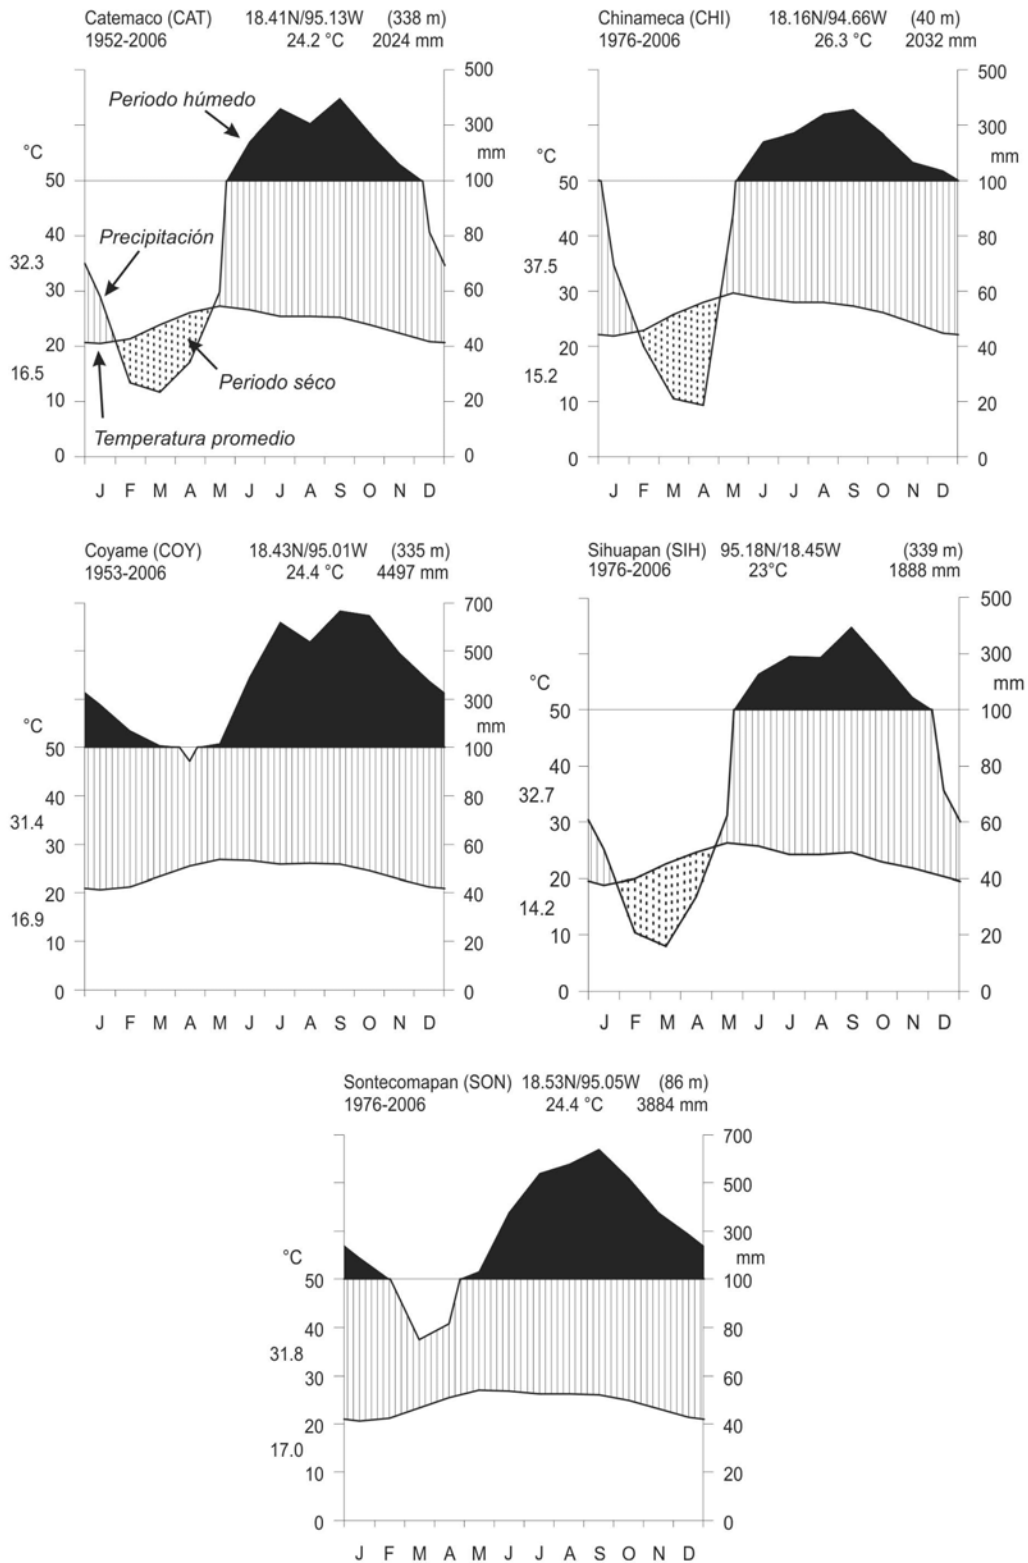 Catemaco (CAT) 18.41N/95.13W (338 m)
1952-2006 24.2 °C 2024 mm
500
Periodo húmedo
300
°C
mm
50 100
40 80
Precipitación
32.3
30 60
20 40
16.5
Periodo séco
10 20
Temperatura promedio
0 0
J F M A M J J A S O N D
Chinameca (CHI) 18.16N/94.66W (40 m)
1976-2006 26.3 °C 2032 mm
500
300
°C mm
50 100
40 80
37.5
30 60
20 40
15.2
10 20
0 0
J F M A M J J A S O N D
Coyame (COY) 18.43N/95.01W (335 m)
1953-2006 24.4 °C 4497 mm
700
500
300
°C mm
50 100
40 80
31.4
30 60
20 40
16.9
10 20
0 0
J F M A M J J A S O N D
Sihuapan (SIH) 95.18N/18.45W (339 m)
1976-2006 23°C 1888 mm
500
300
°C mm
50 100
40 80
32.7
30 60
20 40
14.2
10 20
0 0
J F M A M J J A S O N D
Sontecomapan (SON) 18.53N/95.05W (86 m)
1976-2006 24.4 °C 3884 mm
700
500
300
°C mm
50 100
40 80
31.8
30 60
20 40
17.0
10 20
0 0
J F M A M J J A S O N D